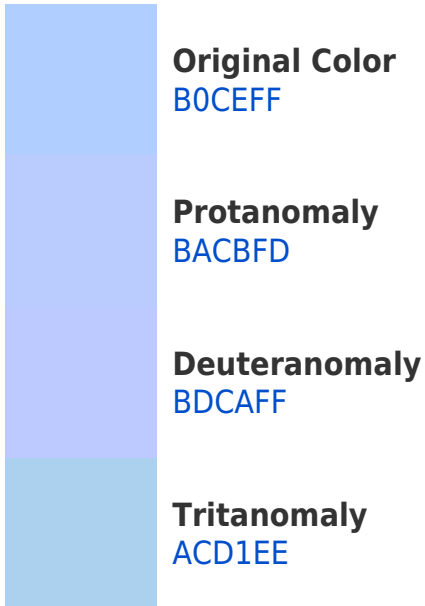 Original Color
B0CEFF
Protanomaly
BACBFD
Deuteranomaly
BDCAFF
Tritanomaly
ACD1EE